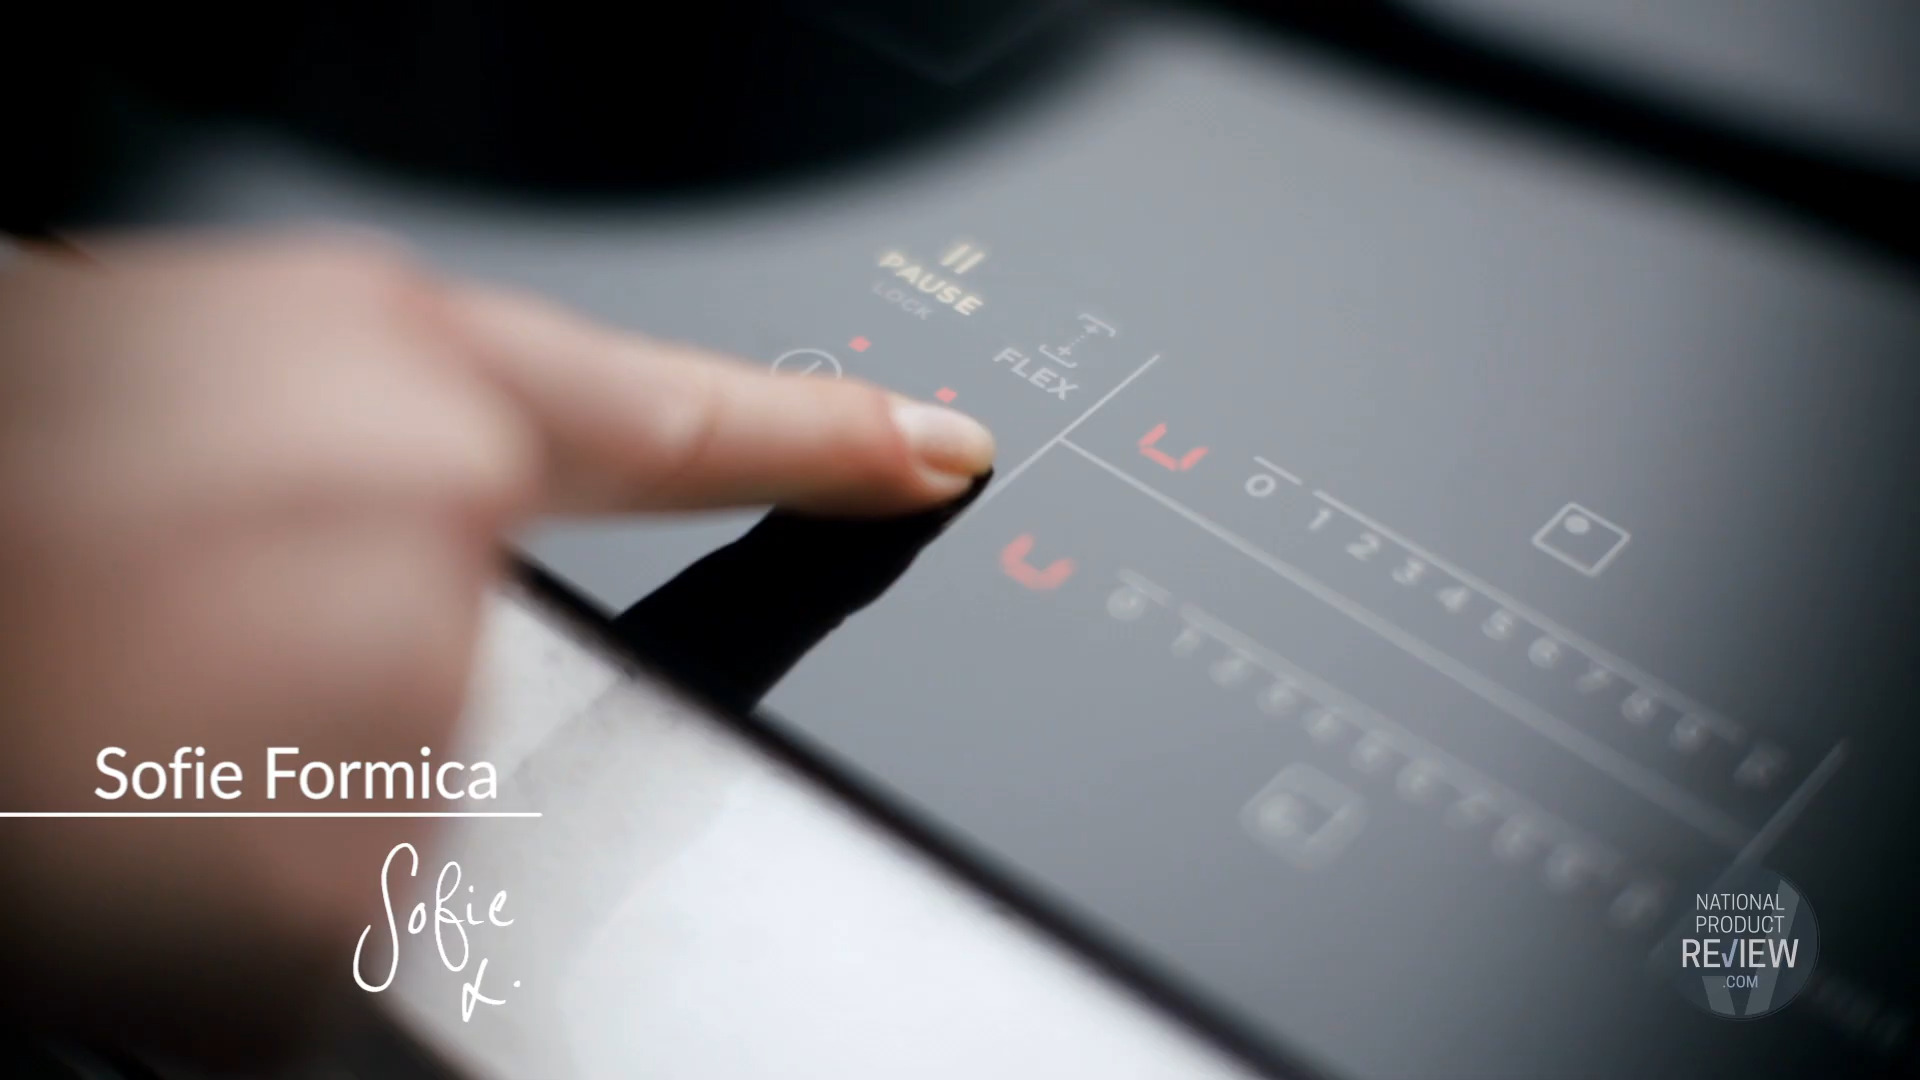 PAUSE
LOCK
FLEX
0 1 2 3 4 5 6 7 8 9
Sofie Formica
Sofie
x.
NATIONAL
PRODUCT
REVIEW
.COM